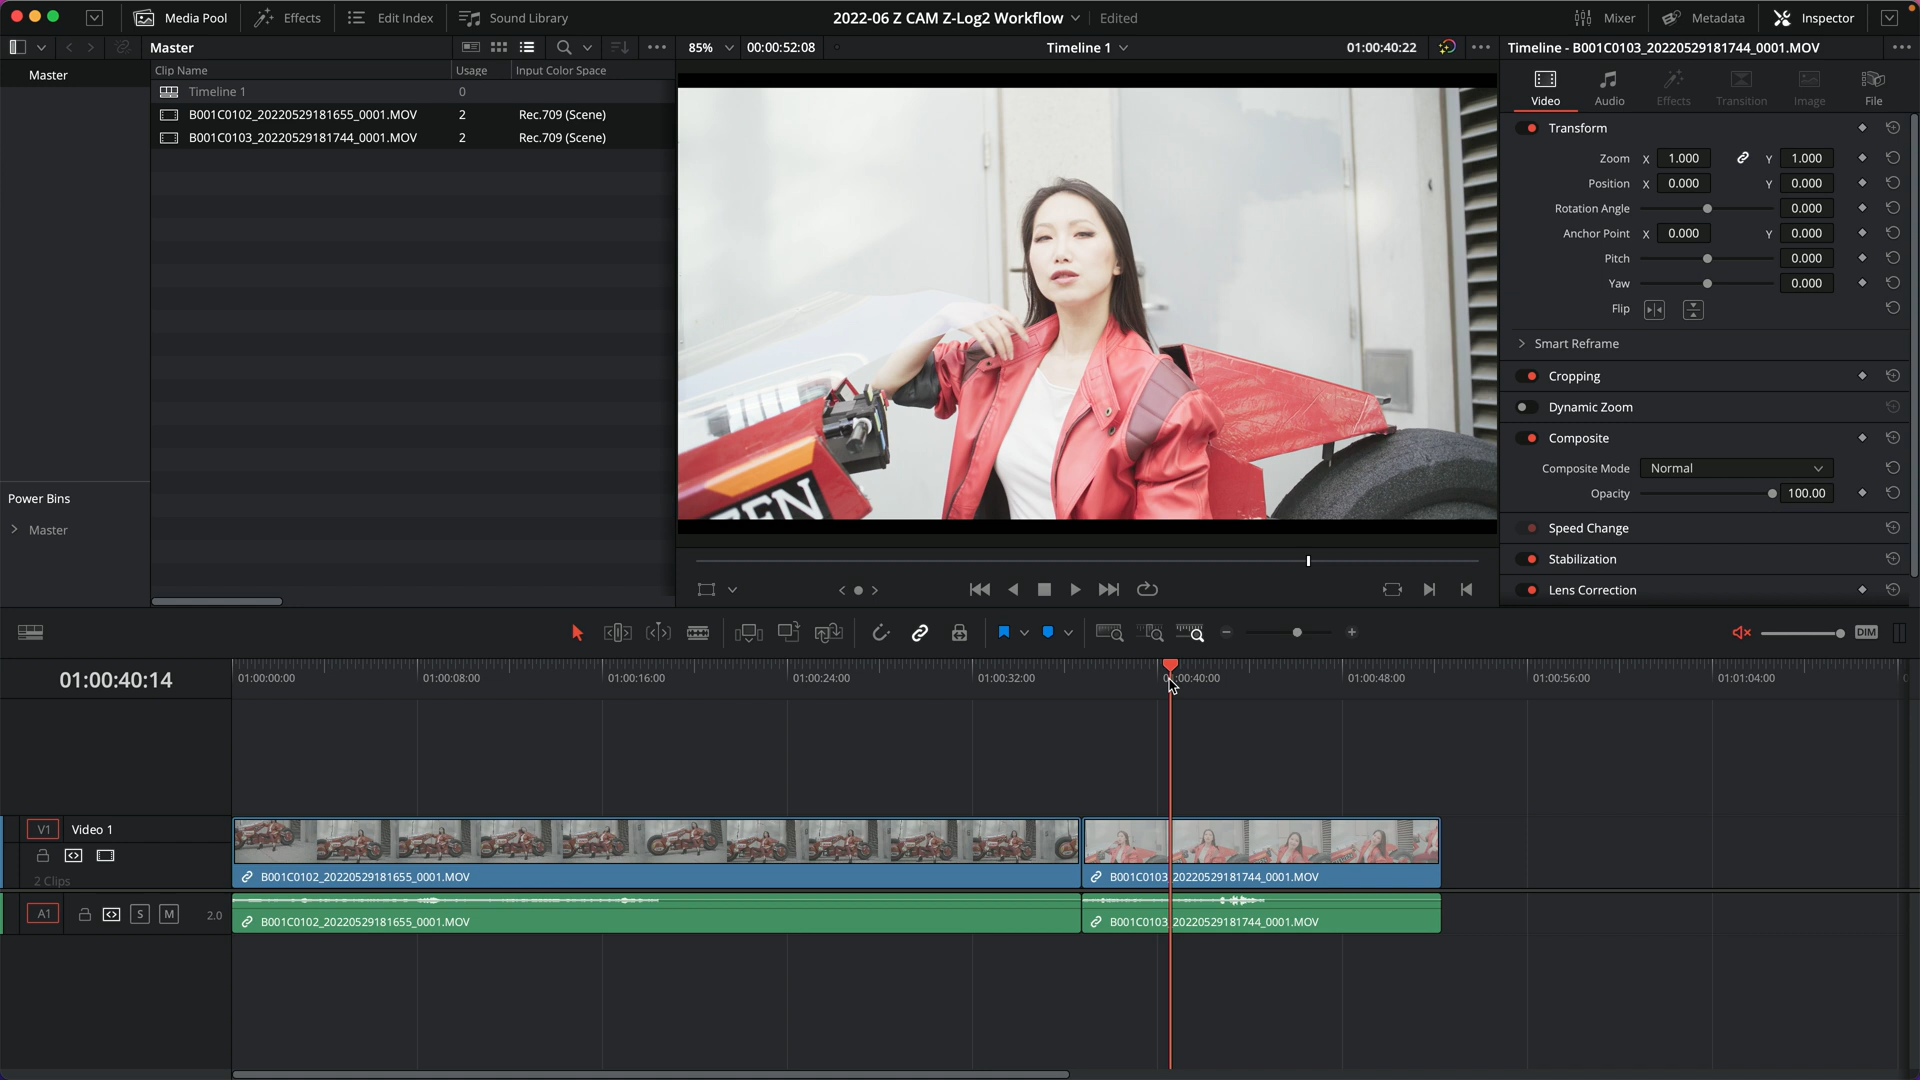 Media Pool Effects Edit Index Sound Library 2022-06 Z CAM Z-Log2 Workflow Edited Mixer Metadata Inspector
Master 85% 00:00:52:08 Timeline 1 01:00:40:22 Timeline - B001C0103_20220529181744_0001.MOV
Master
Clip Name Usage Input Color Space
Timeline 1 0
B001C0102_20220529181655_0001.MOV 2 Rec.709 (Scene)
B001C0103_20220529181744_0001.MOV 2 Rec.709 (Scene)
Power Bins
Master
Video Audio Effects Transition Image File
Transform
Zoom X 1.000 Y 1.000
Position X 0.000 Y 0.000
Rotation Angle 0.000
Anchor Point X 0.000 Y 0.000
Pitch 0.000
Yaw 0.000
Flip
Smart Reframe
Cropping
Dynamic Zoom
Composite
Composite Mode Normal
Opacity 100.00
Speed Change
Stabilization
Lens Correction
DIM
01:00:40:14
01:00:00:00 01:00:08:00 01:00:16:00 01:00:24:00 01:00:32:00 01:00:40:00 01:00:48:00 01:00:56:00 01:01:04:00
V1 Video 1
2 Clips
B001C0102_20220529181655_0001.MOV B001C0103_20220529181744_0001.MOV
A1 S M 2.0
B001C0102_20220529181655_0001.MOV B001C0103_20220529181744_0001.MOV